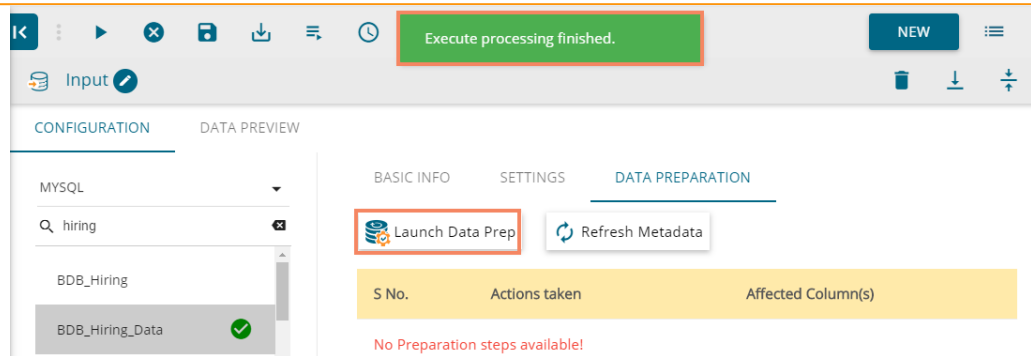 Execute processing finished.
NEW
Input
CONFIGURATION
DATA PREVIEW
MYSQL
hiring
BDB_Hiring
BDB_Hiring_Data
BASIC INFO
SETTINGS
DATA PREPARATION
Launch Data Prep
Refresh Metadata
S No.
Actions taken
Affected Column(s)
No Preparation steps available!